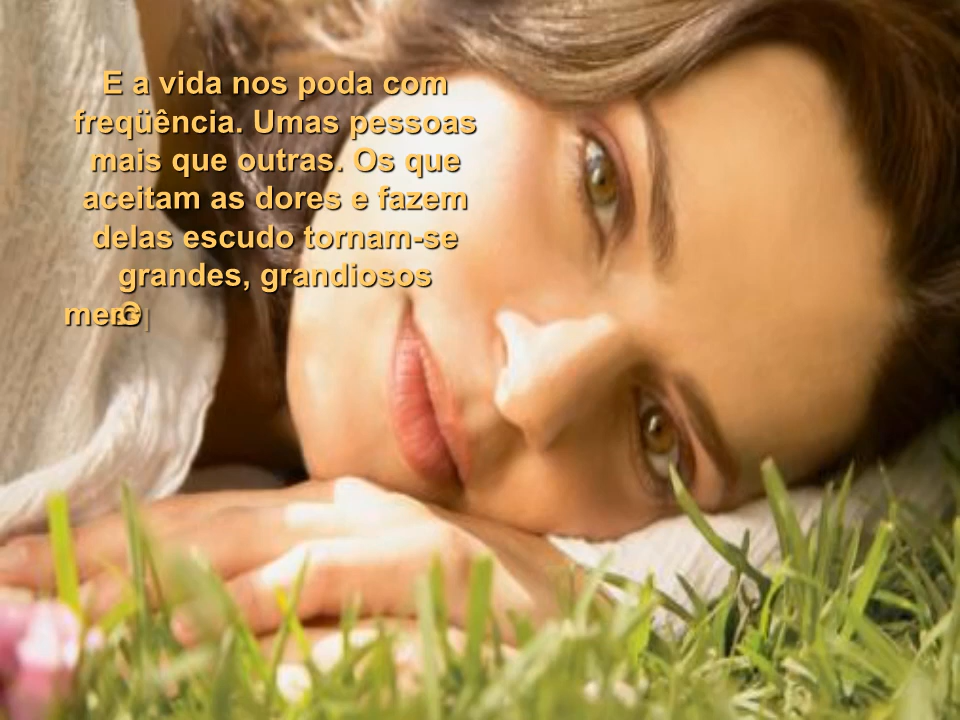 E a vida nos poda com
freqüência. Umas pessoas
mais que outras. Os que
aceitam as dores e fazem
delas escudo tornam-se
grandes, grandiosos